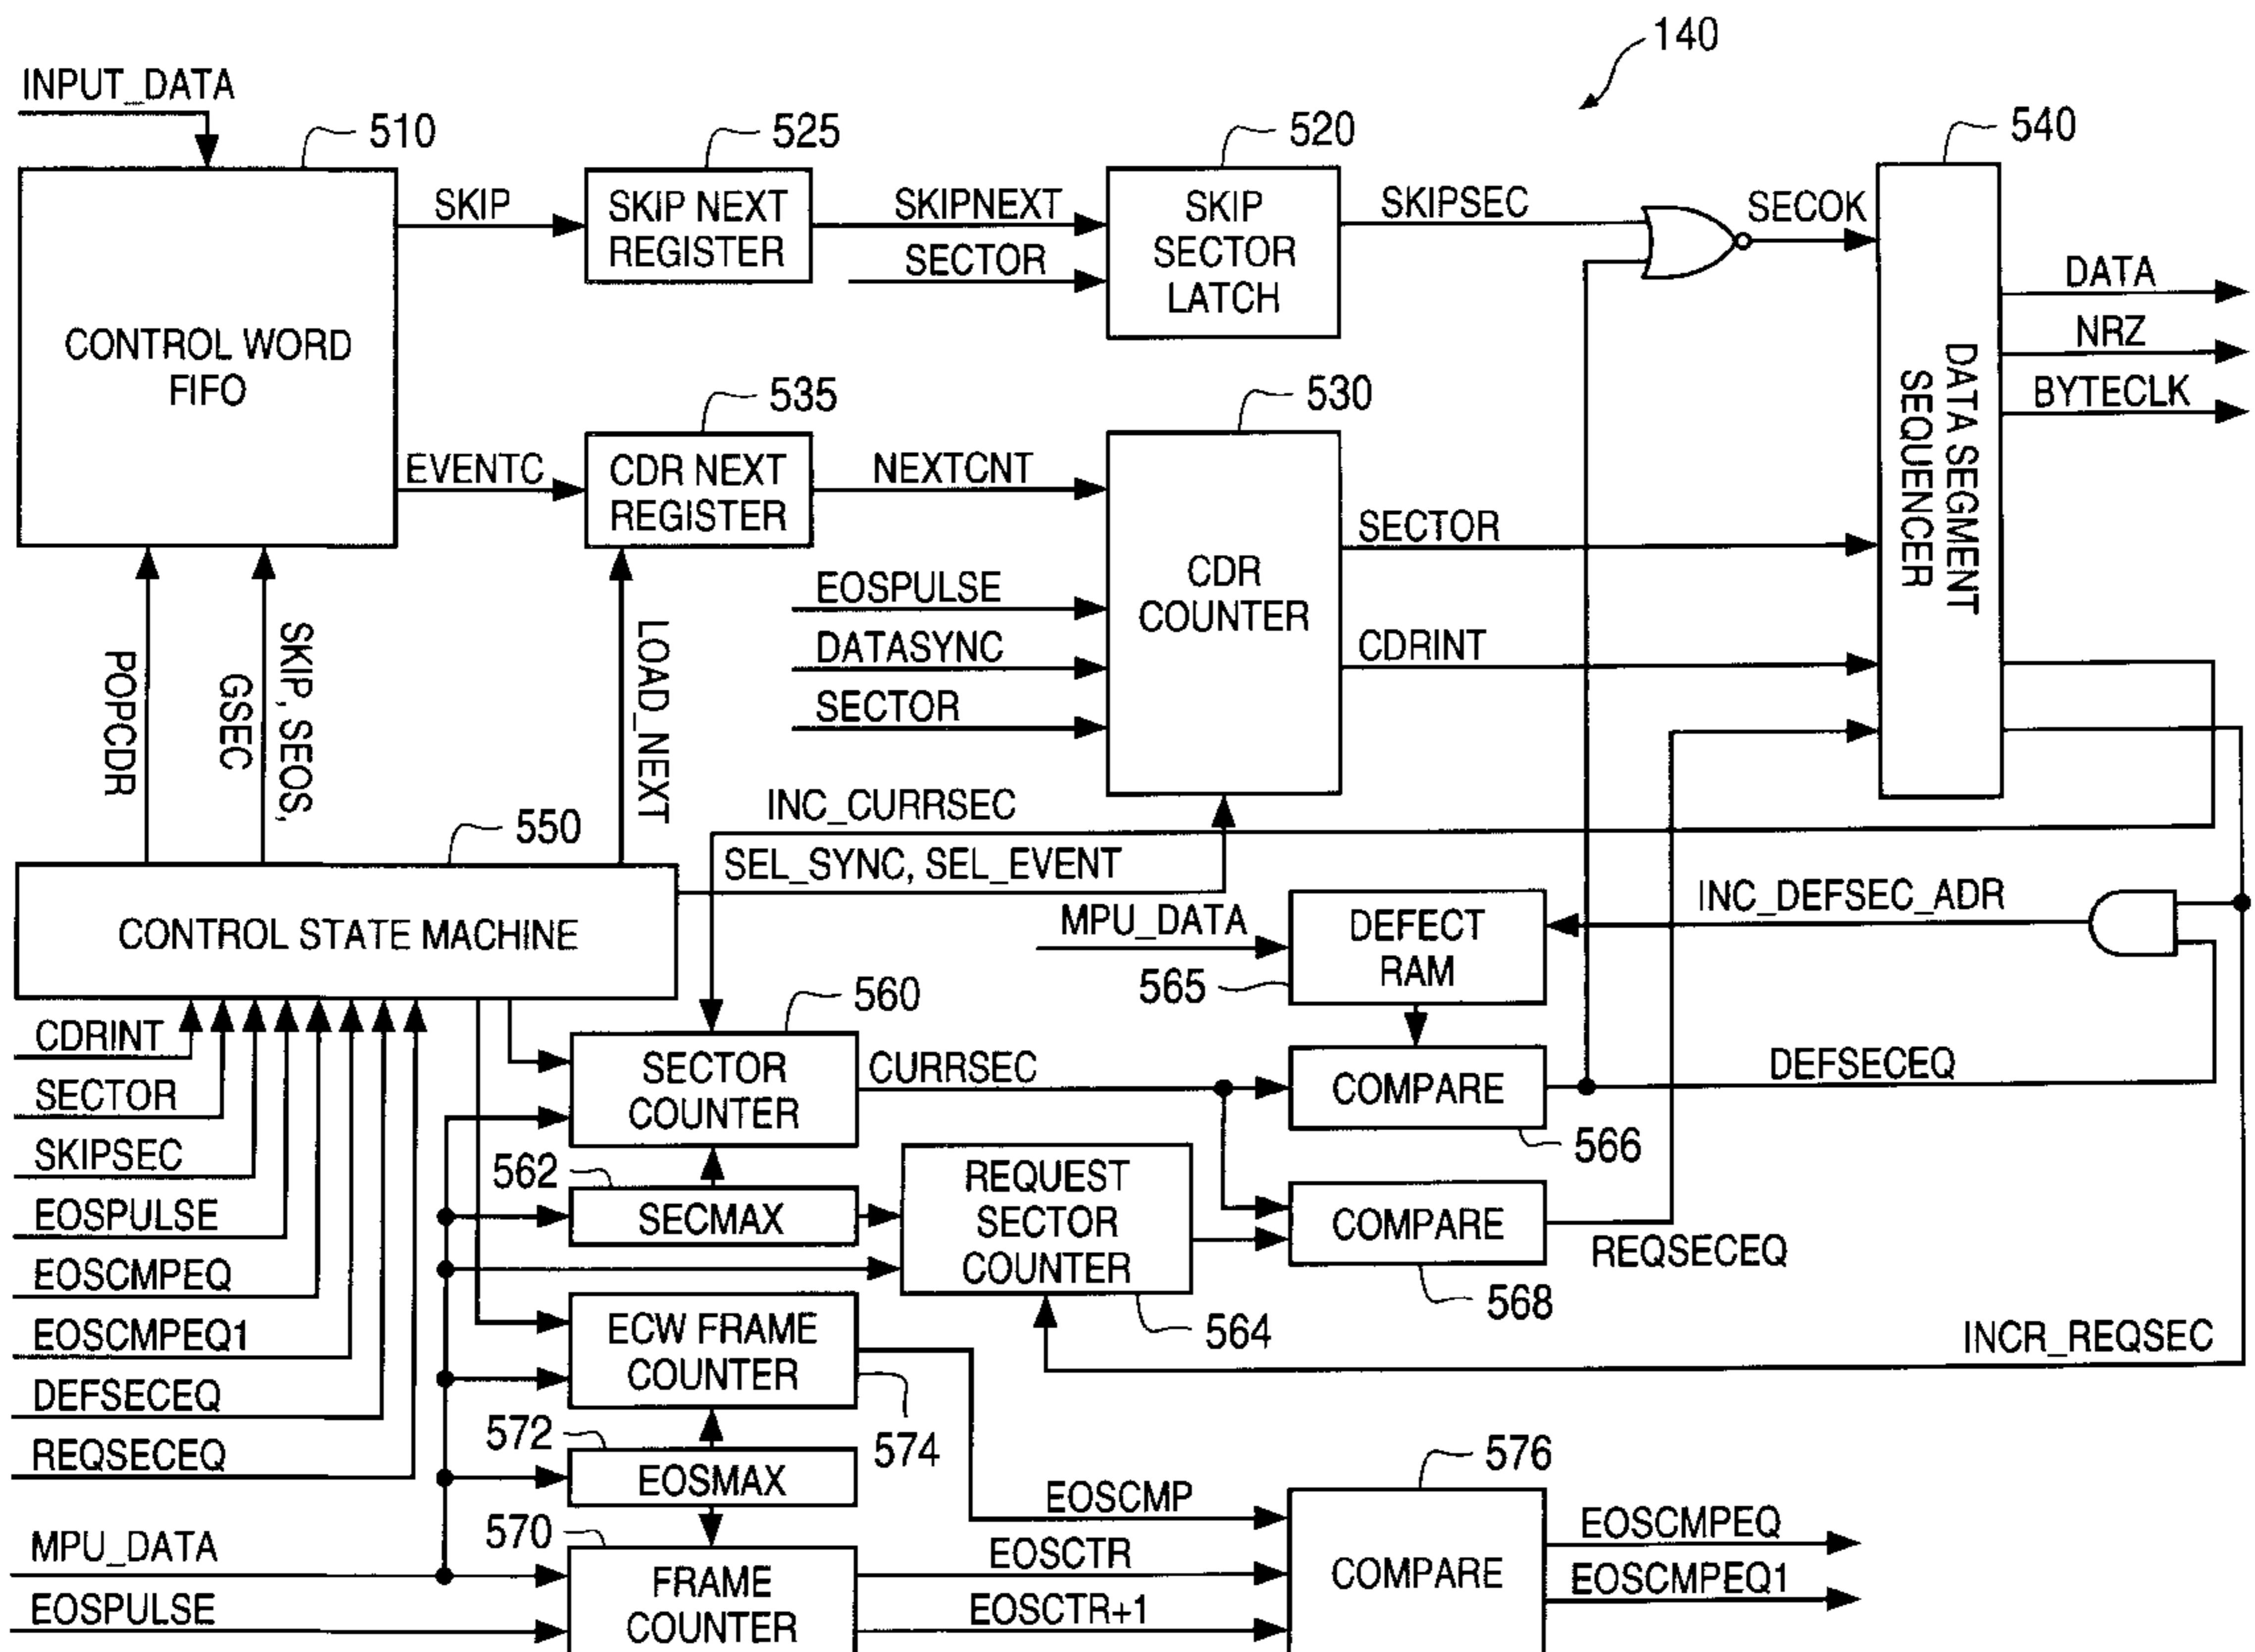 140
INPUT_DATA
510
525
520
540
CONTROL WORD
FIFO
SKIP
SKIP NEXT
REGISTER
SKIPNEXT
SECTOR
SKIP
SECTOR
LATCH
SKIPSEC
SECOK
DATA
NRZ
BYTECLK
DATA SEGMENT
SEQUENCER
535
530
EVENTC
CDR NEXT
REGISTER
NEXTCNT
EOSPULSE
DATASYNC
SECTOR
CDR
COUNTER
SECTOR
CDRINT
POPCDR
SKIP, SEOS,
GSEC
LOAD_NEXT
550
INC_CURRSEC
SEL_SYNC, SEL_EVENT
CONTROL STATE MACHINE
MPU_DATA
DEFECT
RAM
565
INC_DEFSEC_ADR
CDRINT
SECTOR
SKIPSEC
EOSPULSE
EOSCMPEQ
EOSCMPEQ1
DEFSECEQ
REQSECEQ
MPU_DATA
EOSPULSE
560
SECTOR
COUNTER
CURRSEC
COMPARE
566
DEFSECEQ
562
SECMAX
REQUEST
SECTOR
COUNTER
564
COMPARE
568
REQSECEQ
INCR_REQSEC
ECW FRAME
COUNTER
574
572
EOSMAX
570
FRAME
COUNTER
EOSCMP
EOSCTR
EOSCTR+1
576
COMPARE
EOSCMPEQ
EOSCMPEQ1